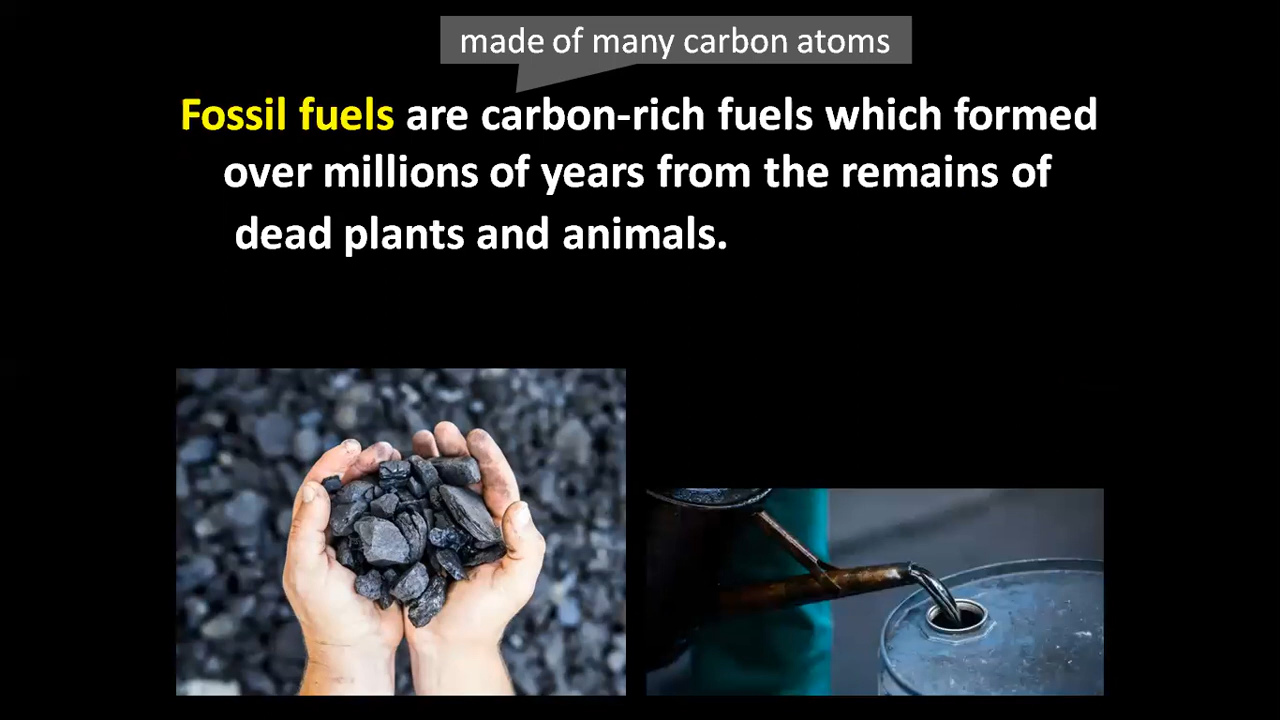 made of many carbon atoms
Fossil fuels are carbon-rich fuels which formed
over millions of years from the remains of
dead plants and animals.